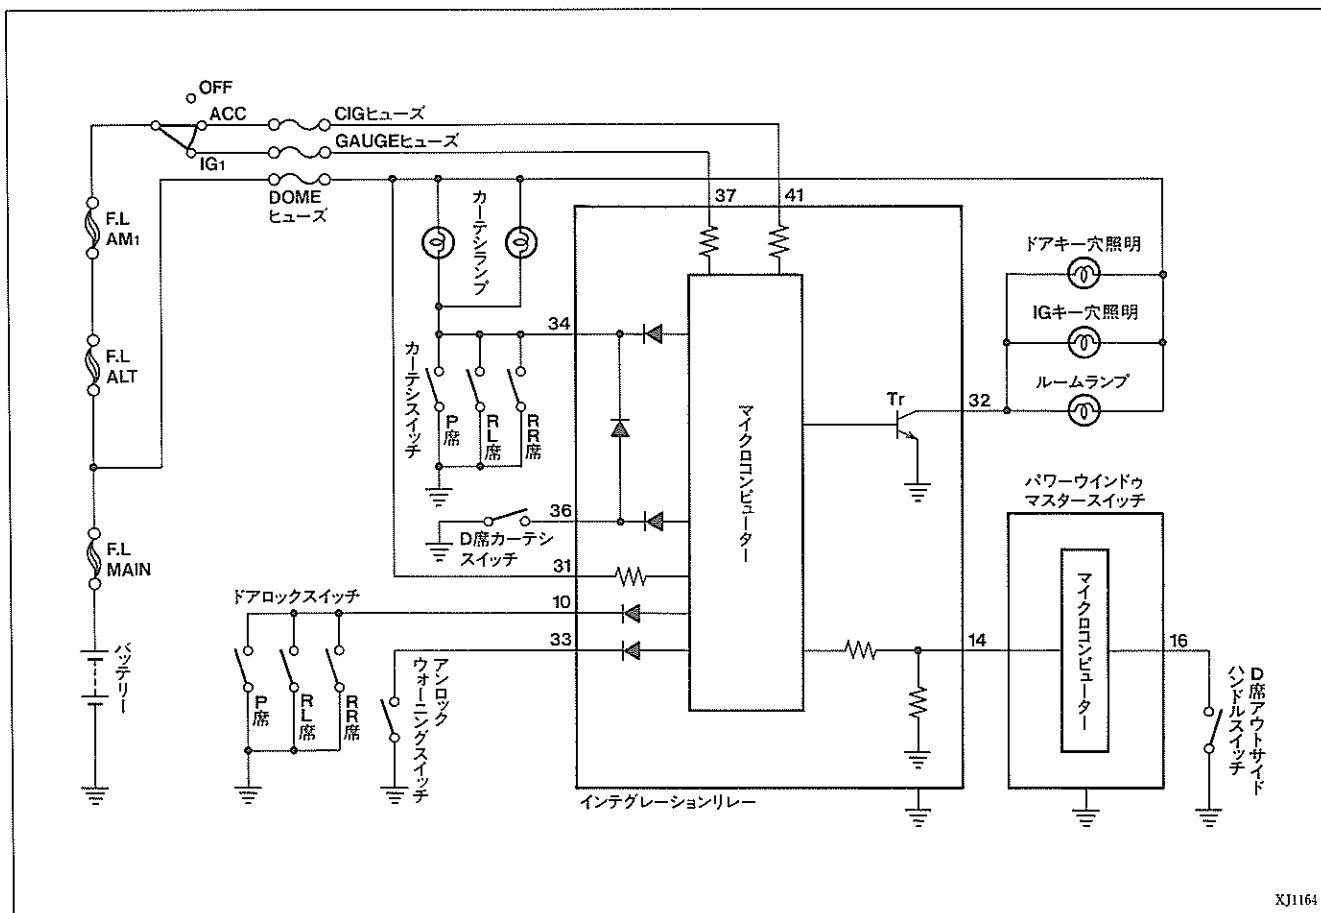 OFF
ACC
CIGヒューズ
GAUGEヒューズ
IG1
DOME
ヒューズ
F.L
AM1
F.L
ALT
F.L
MAIN
バッテリー
カーテシランプ
37
41
34
カーテシスイッチ
P席
RL席
RR席
36
D席カーテシ
スイッチ
31
10
33
ドアロックスイッチ
P席
RL席
RR席
アンロック
ウォーニングスイッチ
マイクロコンピューター
Tr
32
14
インテグレーションリレー
ドアキー穴照明
IGキー穴照明
ルームランプ
パワーウインドゥ
マスタースイッチ
マイクロコンピューター
16
D席アウトサイド
ハンドルスイッチ
XJ1164